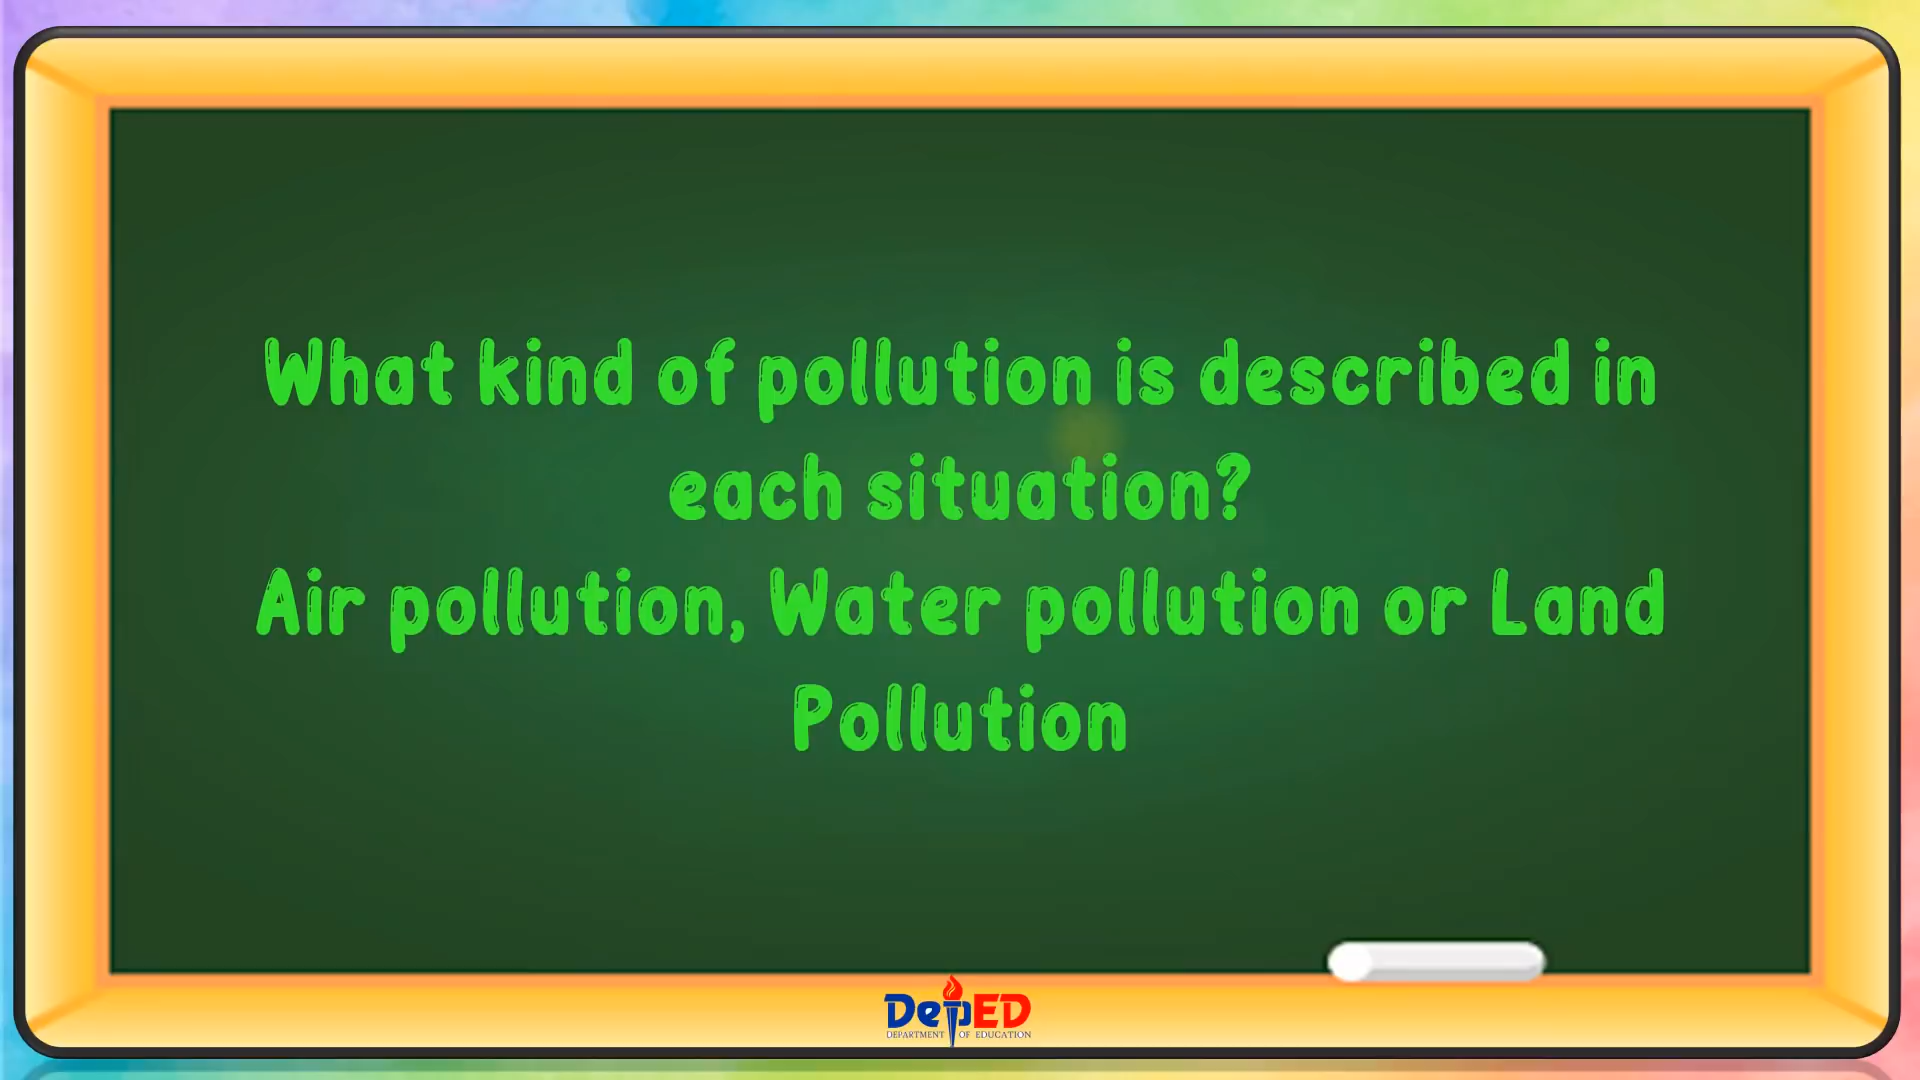 What kind of pollution is described in
each situation?
Air pollution, Water pollution or Land
Pollution
DepED
DEPARTMENT OF EDUCATION